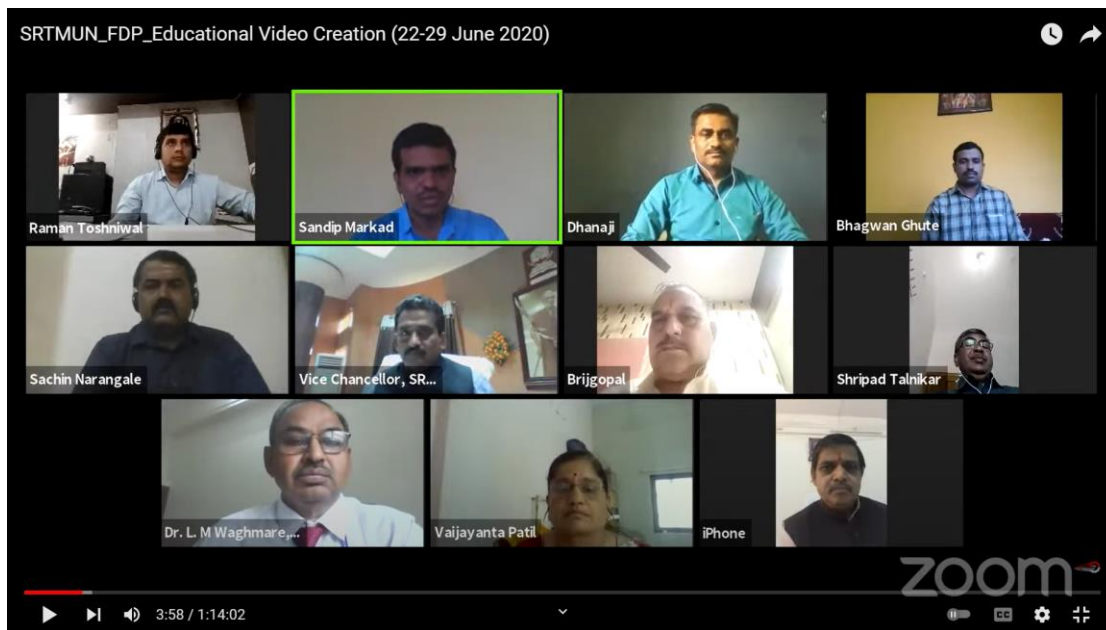 SRTMUN_FDP_Educational Video Creation (22-29 June 2020)
Raman Toshniwal
Sandip Markad
Dhanaji
Bhagwan Ghute
Sachin Narangale
Vice Chancellor, SR...
Brijgopal
Shripad Talnikar
Dr. L. M Waghmare,...
Vaijayanta Patil
iPhone
zoom
3:58 / 1:14:02
CC